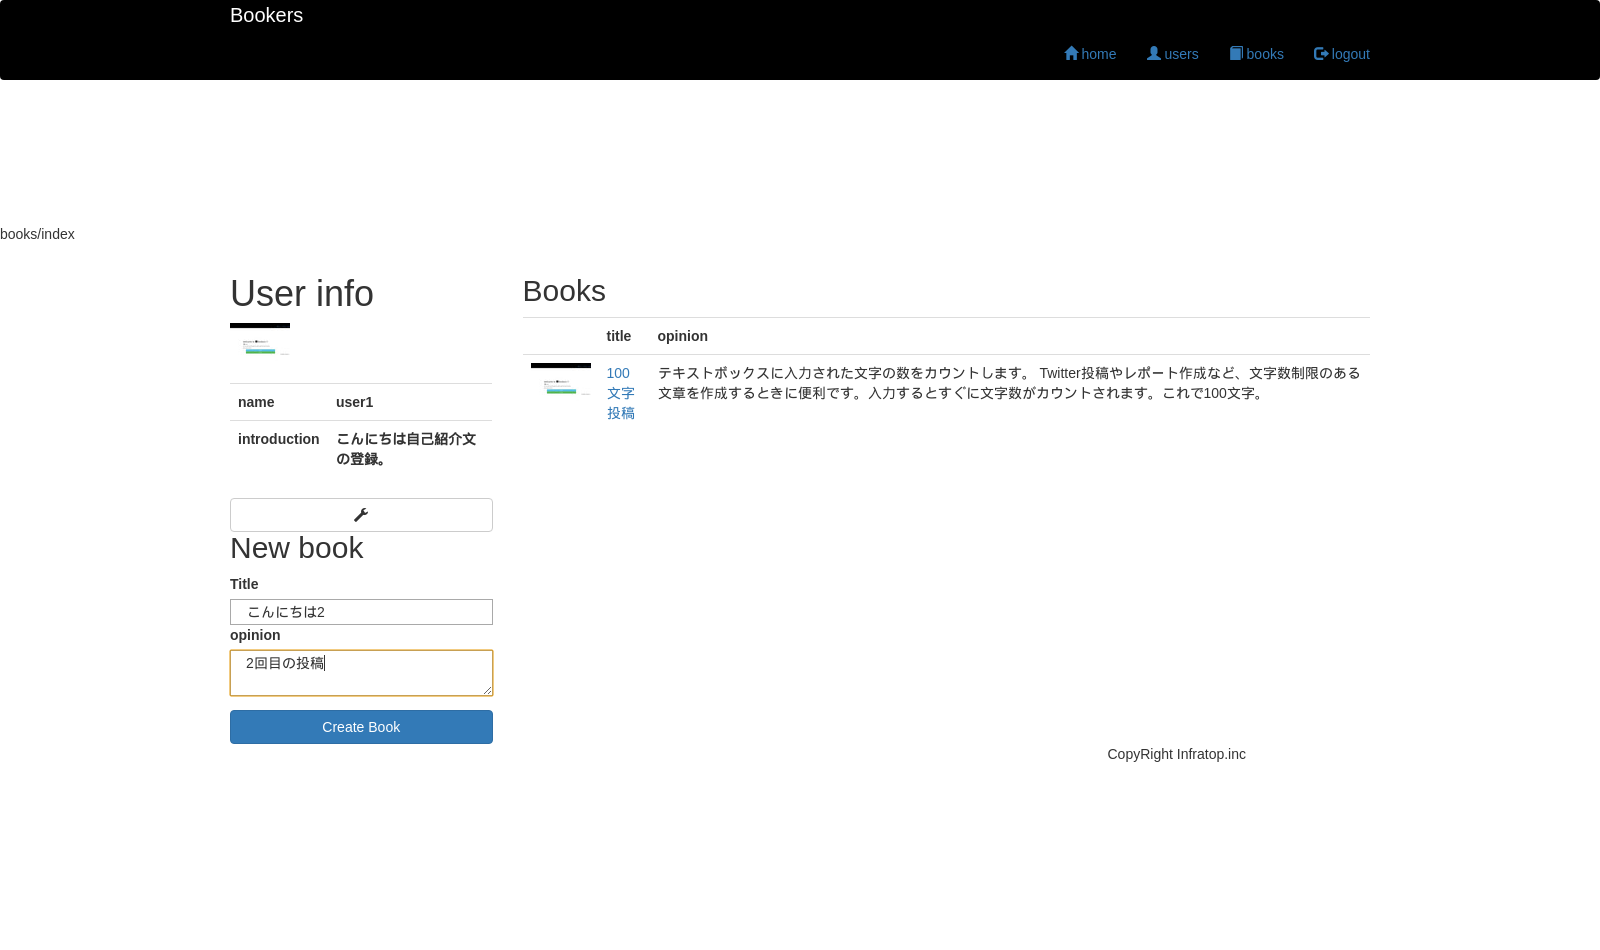 Bookers
home users books logout
books/index
User info
name user1
introduction こんにちは自己紹介文
の登録。
New book
Title
こんにちは2
opinion
2回目の投稿
Create Book
Books
title opinion
100 テキストボックスに入力された文字の数をカウントします。 Twitter投稿やレポート作成など、文字数制限のある
文字 文章を作成するときに便利です。入力するとすぐに文字数がカウントされます。これで100文字。
投稿
CopyRight Infratop.inc